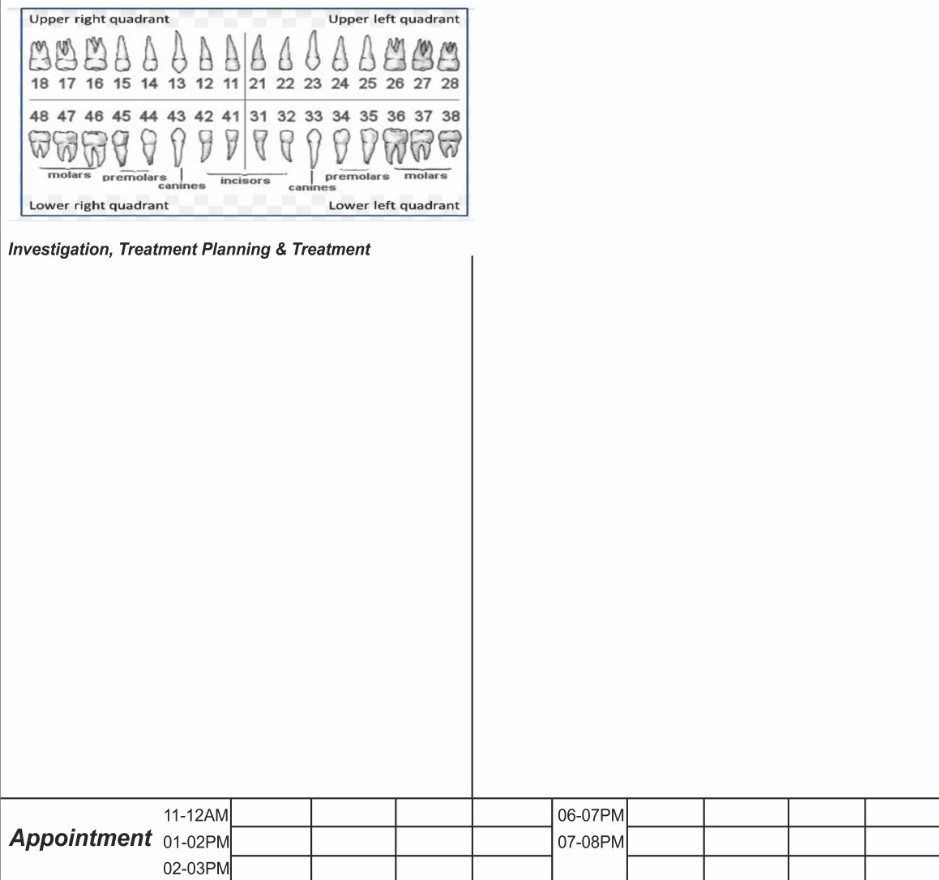 Upper right quadrant Upper left quadrant
18 17 16 15 14 13 12 11 21 22 23 24 25 26 27 28
48 47 46 45 44 43 42 41 31 32 33 34 35 36 37 38
molars premolars canines incisors canines premolars molars
Lower right quadrant Lower left quadrant
Investigation, Treatment Planning & Treatment
11-12AM 06-07PM
Appointment 01-02PM 07-08PM
02-03PM